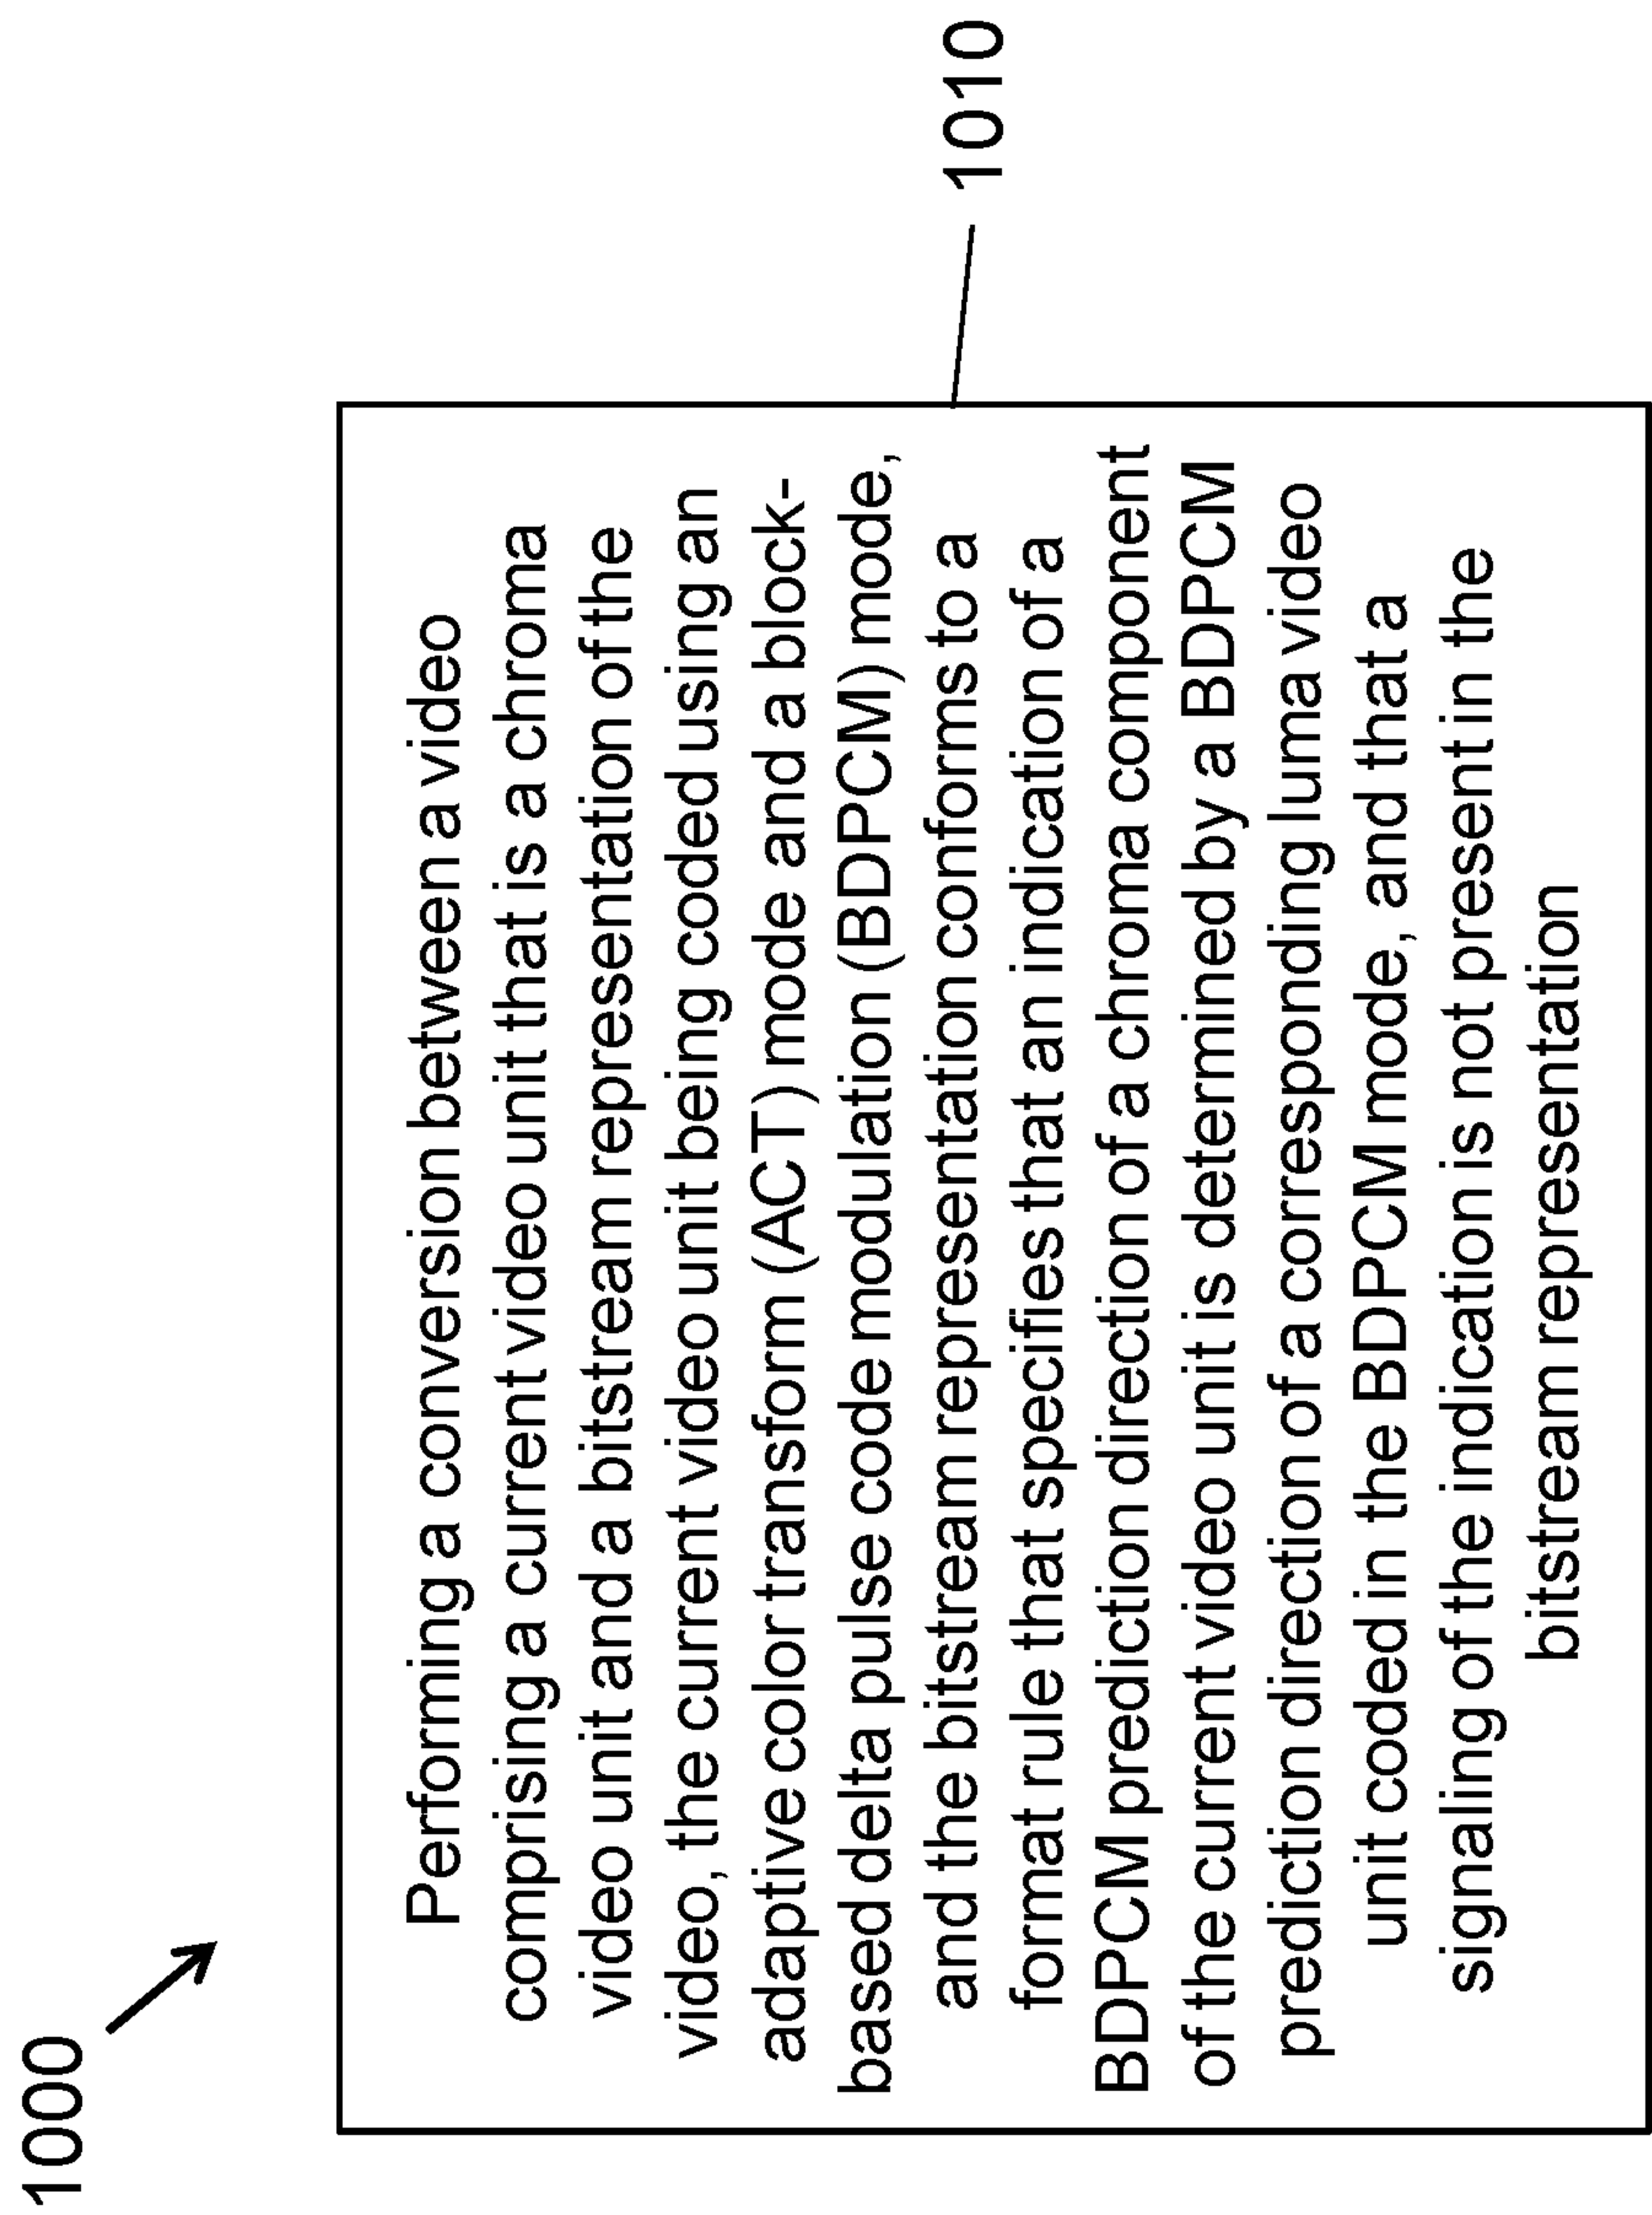 1000
Performing a conversion between a video
comprising a current video unit that is a chroma
video unit and a bitstream representation of the
video, the current video unit being coded using an
adaptive color transform (ACT) mode and a block-
based delta pulse code modulation (BDPCM) mode,
and the bitstream representation conforms to a
format rule that specifies that an indication of a
BDPCM prediction direction of a chroma component
of the current video unit is determined by a BDPCM
prediction direction of a corresponding luma video
unit coded in the BDPCM mode, and that a
signaling of the indication is not present in the
bitstream representation
1010